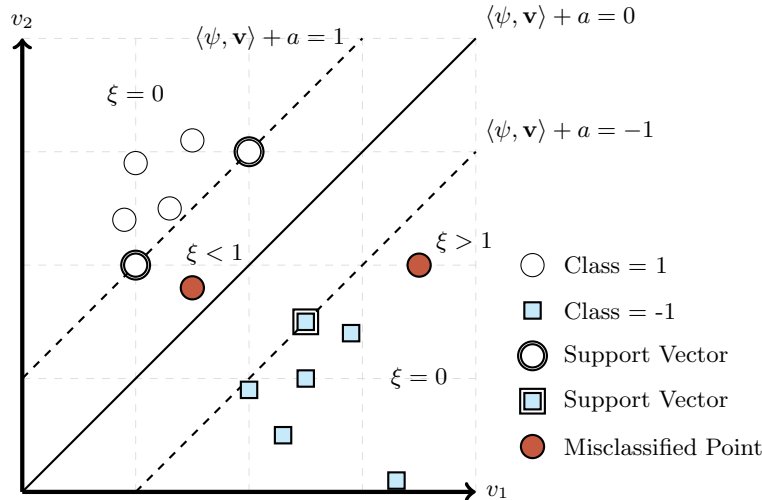 v₂
⟨ψ, v⟩ + a = 1
⟨ψ, v⟩ + a = 0
ξ = 0
⟨ψ, v⟩ + a = −1
ξ < 1
ξ > 1
Class = 1
Class = -1
Support Vector
ξ = 0
Support Vector
Misclassified Point
v₁